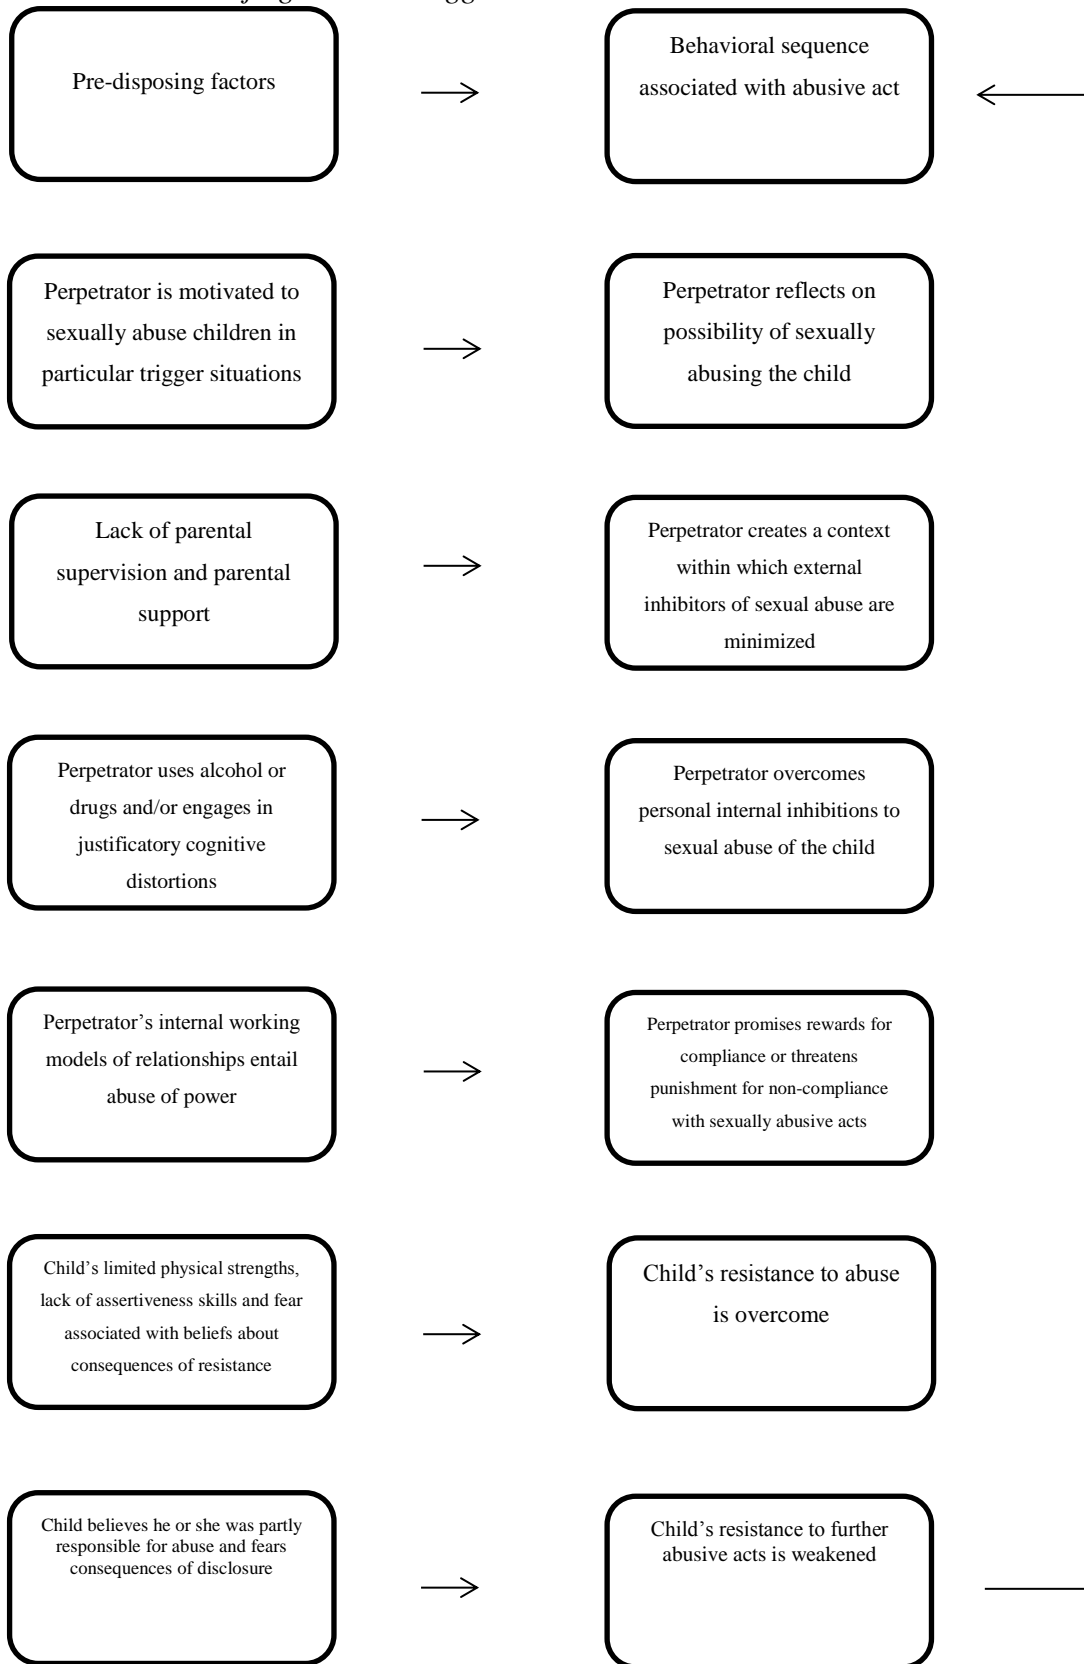 Pre-disposing factors
Behavioral sequence
associated with abusive act
Perpetrator is motivated to
sexually abuse children in
particular trigger situations
Perpetrator reflects on
possibility of sexually
abusing the child
Lack of parental
supervision and parental
support
Perpetrator creates a context
within which external
inhibitors of sexual abuse are
minimized
Perpetrator uses alcohol or
drugs and/or engages in
justificatory cognitive
distortions
Perpetrator overcomes
personal internal inhibitions to
sexual abuse of the child
Perpetrator’s internal working
models of relationships entail
abuse of power
Perpetrator promises rewards for
compliance or threatens
punishment for non-compliance
with sexually abusive acts
Child’s limited physical strengths,
lack of assertiveness skills and fear
associated with beliefs about
consequences of resistance
Child’s resistance to abuse
is overcome
Child believes he or she was partly
responsible for abuse and fears
consequences of disclosure
Child’s resistance to further
abusive acts is weakened